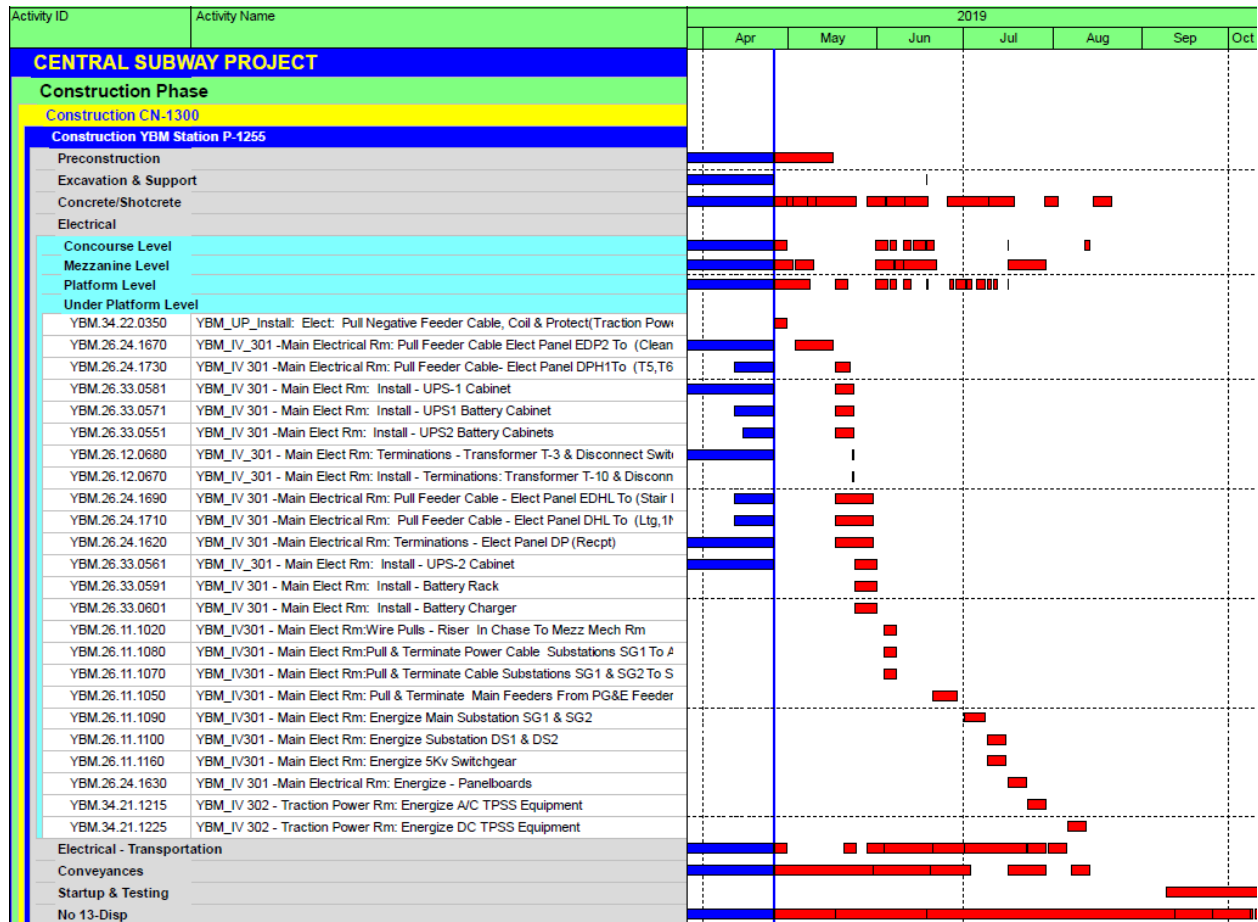 Activity ID Activity Name 2019
Apr May Jun Jul Aug Sep Oct
CENTRAL SUBWAY PROJECT
Construction Phase
Construction CN-1300
Construction YBM Station P-1255
Preconstruction
Excavation & Support
Concrete/Shotcrete
Electrical
Concourse Level
Mezzanine Level
Platform Level
Under Platform Level
YBM.34.22.0350 YBM_UP_Install: Elect: Pull Negative Feeder Cable, Coil & Protect(Traction Powe
YBM.26.24.1670 YBM_IV_301 -Main Electrical Rm: Pull Feeder Cable Elect Panel EDP2 To (Clean
YBM.26.24.1730 YBM_IV 301 -Main Electrical Rm: Pull Feeder Cable- Elect Panel DPH1To (T5,T6
YBM.26.33.0581 YBM_IV 301 - Main Elect Rm: Install - UPS-1 Cabinet
YBM.26.33.0571 YBM_IV 301 - Main Elect Rm: Install - UPS1 Battery Cabinet
YBM.26.33.0551 YBM_IV 301 -Main Elect Rm: Install - UPS2 Battery Cabinets
YBM.26.12.0680 YBM_IV_301 - Main Elect Rm: Terminations - Transformer T-3 & Disconnect Swit
YBM.26.12.0670 YBM_IV_301 - Main Elect Rm: Install - Terminations: Transformer T-10 & Disconn
YBM.26.24.1690 YBM_IV 301 -Main Electrical Rm: Pull Feeder Cable - Elect Panel EDHL To (Stair
YBM.26.24.1710 YBM_IV 301 -Main Electrical Rm: Pull Feeder Cable - Elect Panel DHL To (Ltg,1
YBM.26.24.1620 YBM_IV 301 -Main Electrical Rm: Terminations - Elect Panel DP (Recpt)
YBM.26.33.0561 YBM_IV_301 - Main Elect Rm: Install - UPS-2 Cabinet
YBM.26.33.0591 YBM_IV 301 - Main Elect Rm: Install - Battery Rack
YBM.26.33.0601 YBM_IV 301 - Main Elect Rm: Install - Battery Charger
YBM.26.11.1020 YBM_IV301 - Main Elect Rm:Wire Pulls - Riser In Chase To Mezz Mech Rm
YBM.26.11.1080 YBM_IV301 - Main Elect Rm:Pull & Terminate Power Cable Substations SG1 To
YBM.26.11.1070 YBM_IV301 - Main Elect Rm:Pull & Terminate Cable Substations SG1 & SG2 To S
YBM.26.11.1050 YBM_IV301 - Main Elect Rm: Pull & Terminate Main Feeders From PG&E Feeder
YBM.26.11.1090 YBM_IV301 - Main Elect Rm: Energize Main Substation SG1 & SG2
YBM.26.11.1100 YBM_IV301 - Main Elect Rm: Energize Substation DS1 & DS2
YBM.26.11.1160 YBM_IV301 - Main Elect Rm: Energize 5Kv Switchgear
YBM.26.24.1630 YBM_IV 301 -Main Electrical Rm: Energize - Panelboards
YBM.34.21.1215 YBM_IV 302 - Traction Power Rm: Energize A/C TPSS Equipment
YBM.34.21.1225 YBM_IV 302 - Traction Power Rm: Energize DC TPSS Equipment
Electrical - Transportation
Conveyances
Startup & Testing
No 13-Disp